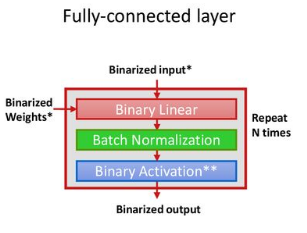 Fully-connected layer
Binarized input*
Binarized
Weights*
Binary Linear
Batch Normalization
Binary Activation**
Repeat
N times
Binarized output